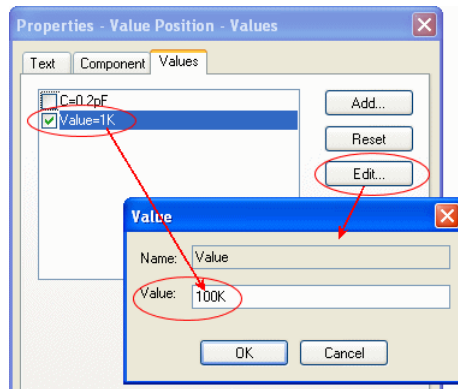 Properties - Value Position - Values
Text Component Values
C=0.2pF
Value=1K
Add...
Reset
Edit...
Value
Name: Value
Value: 100K
OK Cancel